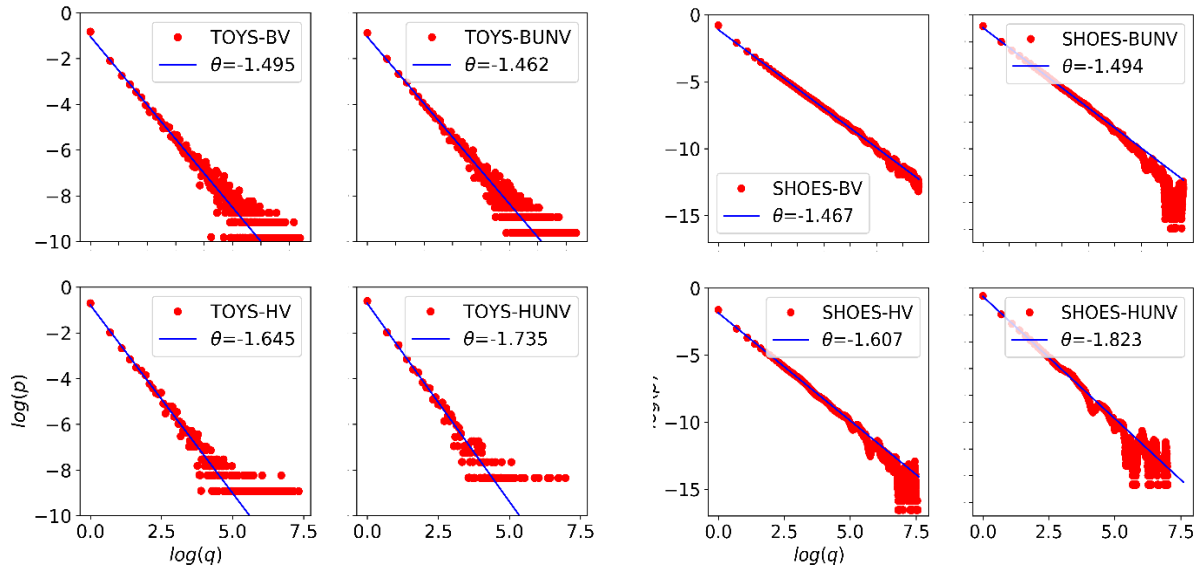 0
−2
−4
−6
−8
−10
TOYS-BV
θ=-1.495
TOYS-BUNV
θ=-1.462
0
−2
−4
−6
−8
−10
log(p)
TOYS-HV
θ=-1.645
TOYS-HUNV
θ=-1.735
0.0 2.5 5.0 7.5
log(q)
0.0 2.5 5.0 7.5
0
−5
−10
−15
SHOES-BV
θ=-1.467
SHOES-BUNV
θ=-1.494
0
−5
−10
−15
SHOES-HV
θ=-1.607
SHOES-HUNV
θ=-1.823
0.0 2.5 5.0 7.5
log(q)
0.0 2.5 5.0 7.5